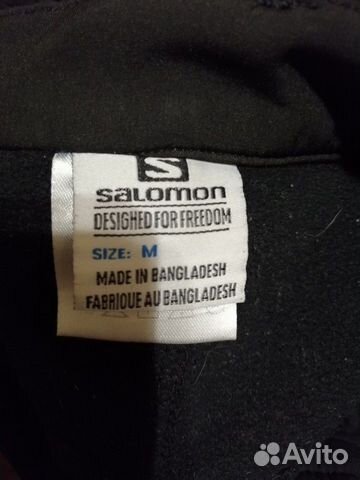 S
salomon
DESIGHED FOR FREEDOM
SIZE: M
MADE IN BANGLADESH
FABRIQUE AU BANGLADESH
Avito